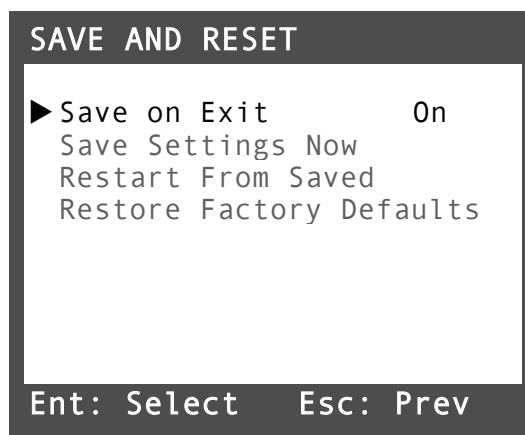 SAVE AND RESET
▶Save on Exit On
Save Settings Now
Restart From Saved
Restore Factory Defaults
Ent: Select Esc: Prev